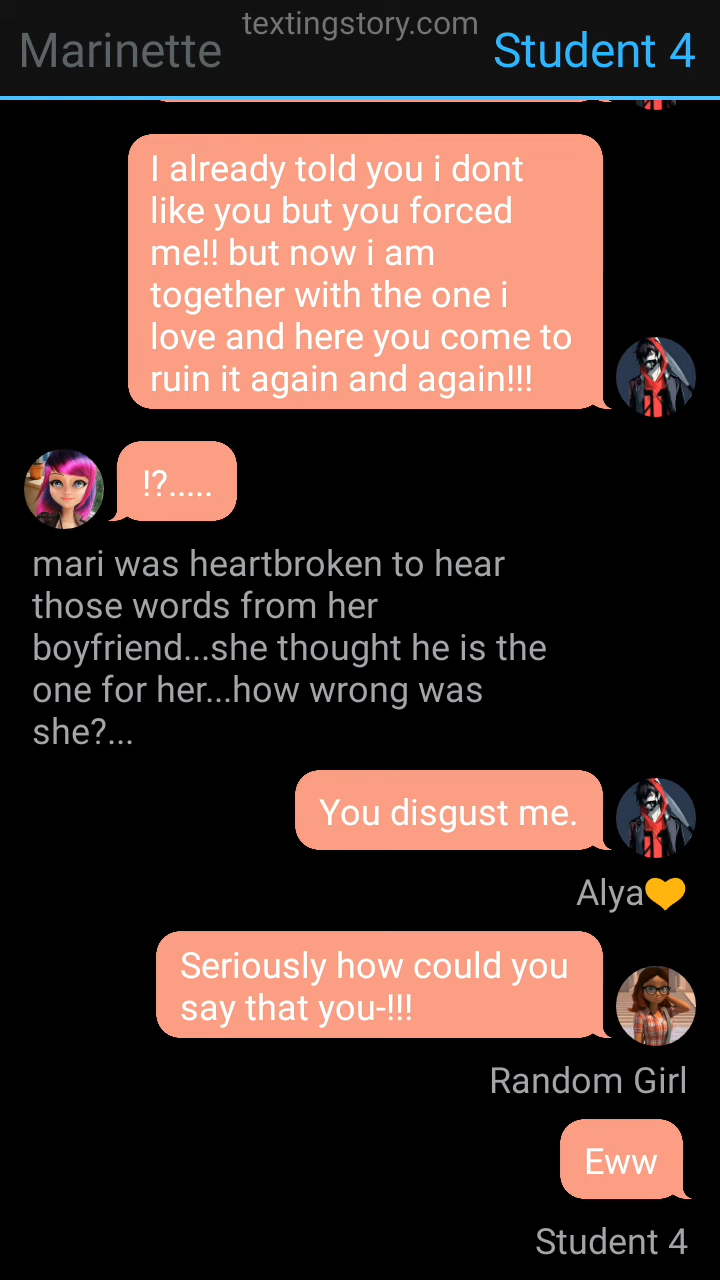 textingstory.com
Marinette
Student 4
I already told you i dont
like you but you forced
me!! but now i am
together with the one i
love and here you come to
ruin it again and again!!!
!?.....
mari was heartbroken to hear
those words from her
boyfriend...she thought he is the
one for her...how wrong was
she?...
You disgust me.
Alya💛
Seriously how could you
say that you-!!!
Random Girl
Eww
Student 4